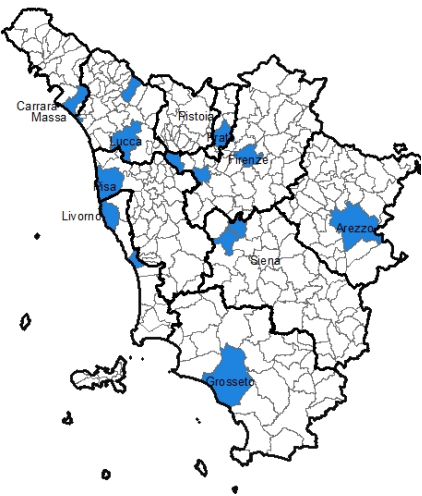 Carrara
Massa
Pistoia
Prato
Lucca
Firenze
Pisa
Livorno
Arezzo
Siena
Grosseto